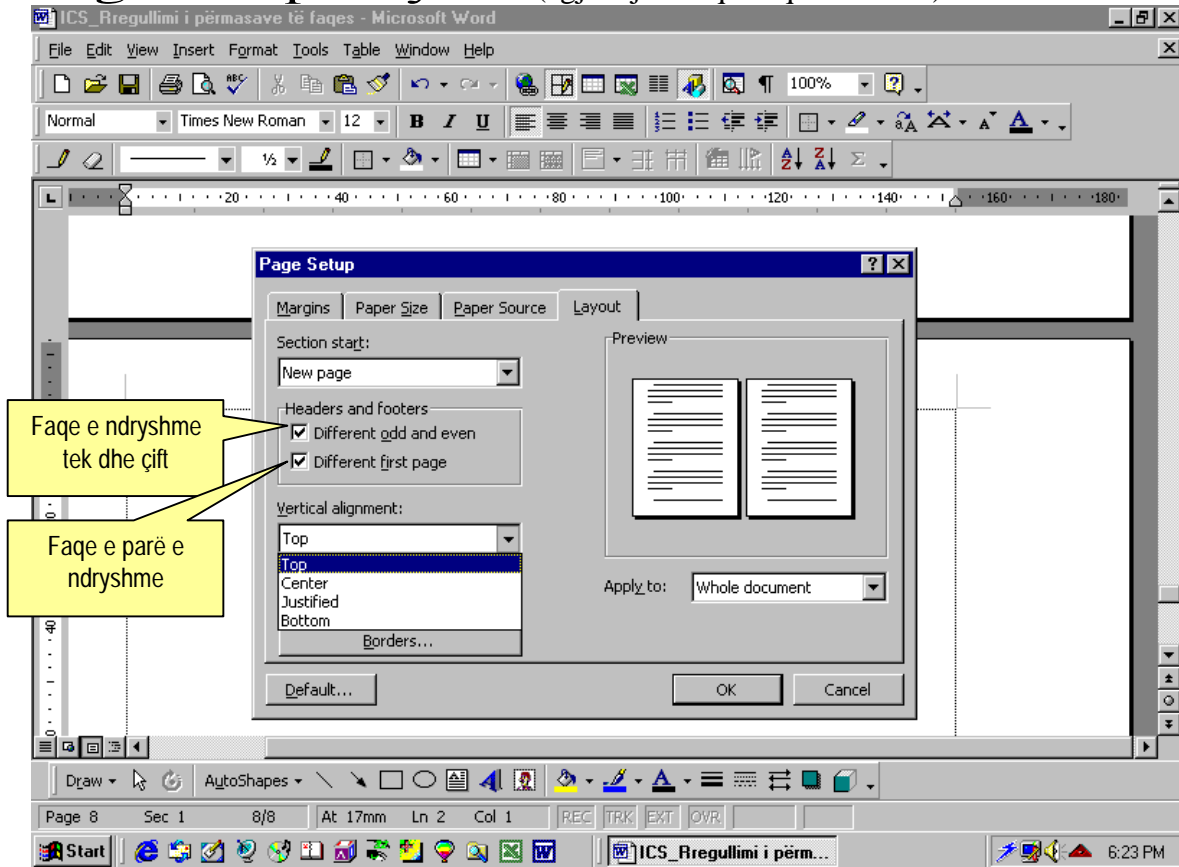 ICS_Rregullimi i përmasave të faqes - Microsoft Word
File Edit View Insert Format Tools Table Window Help
100%
Normal Times New Roman 12 B I U
½
20 40 60 80 100 120 140 160 180
Page Setup
Margins Paper Size Paper Source Layout
Section start:
New page
Preview
Headers and footers
Different odd and even
Different first page
Faqe e ndryshme
tek dhe çift
Faqe e parë e
ndryshme
Vertical alignment:
Top
Top
Center
Justified
Bottom
Borders...
Apply to: Whole document
Default... OK Cancel
Draw AutoShapes
Page 8 Sec 1 8/8 At 17mm Ln 2 Col 1 REC TRK EXT OVR
Start ICS_Rregullimi i përm... 6:23 PM